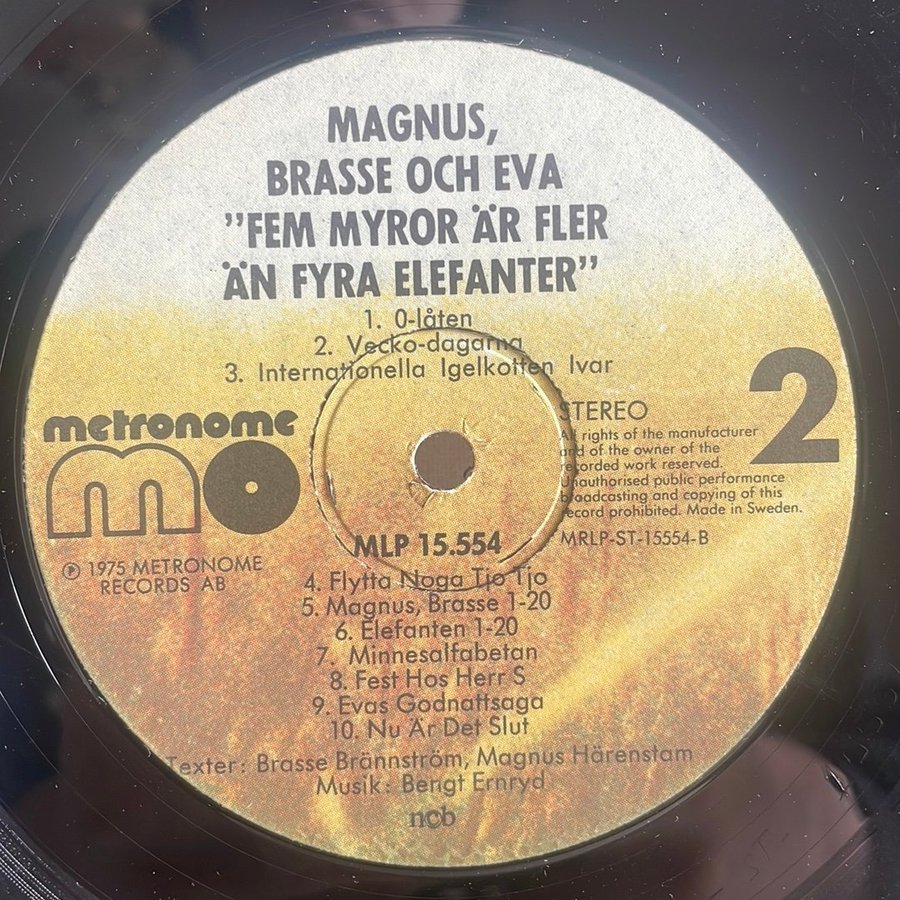 MAGNUS,
BRASSE OCH EVA
"FEM MYROR ÄR FLER
ÄN FYRA ELEFANTER"
1. 0-låten
2. Vecko-dagarna
3. Internationella Igelkotten Ivar
metronome
mo
2
STEREO
All rights of the manufacturer
and of the owner of the
recorded work reserved.
Unauthorised public performance
broadcasting and copying of this
record prohibited. Made in Sweden.
MLP 15.554
MRLP-ST-15554-B
℗ 1975 METRONOME
RECORDS AB
4. Flytta Noga Tjo Tjo
5. Magnus, Brasse 1-20
6. Elefanten 1-20
7. Minnesalfabetan
8. Fest Hos Herr S
9. Evas Godnattsaga
10. Nu Är Det Slut
Texter: Brasse Brännström, Magnus Härenstam
Musik: Bengt Ernryd
ncb